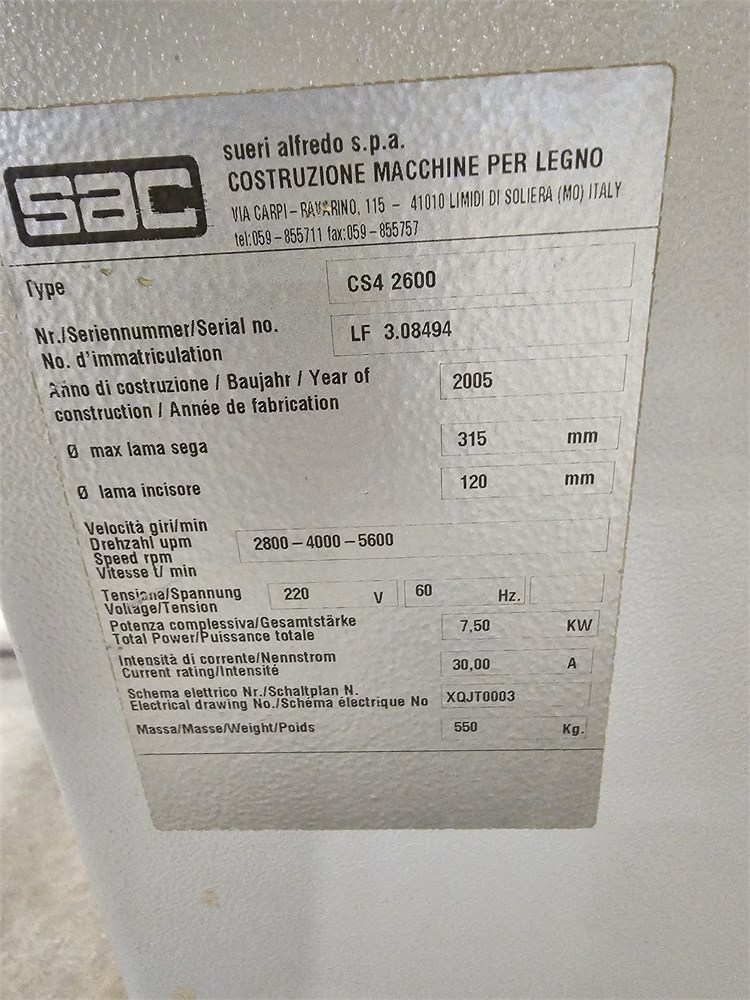 sac
sueri alfredo s.p.a.
COSTRUZIONE MACCHINE PER LEGNO
VIA CARPI – RAVARINO, 115 – 41010 LIMIDI DI SOLIERA (MO) ITALY
tel:059 – 855711 fax:059 – 855757
Type CS4 2600
Nr./Seriennummer/Serial no.
No. d'immatriculation LF 3.08494
Anno di costruzione / Baujahr / Year of
construction / Année de fabrication 2005
Ø max lama sega 315 mm
Ø lama incisore 120 mm
Velocità giri/min
Drehzahl upm
Speed rpm
Vitesse t/ min 2800 – 4000 – 5600
Tensione/Spannung
Voltage/Tension 220 V 60 Hz.
Potenza complessiva/Gesamtstärke
Total Power/Puissance totale 7,50 KW
Intensità di corrente/Nennstrom
Current rating/Intensité 30,00 A
Schema elettrico Nr./Schaltplan N.
Electrical drawing No./Schéma électrique No XQJT0003
Massa/Masse/Weight/Poids 550 Kg.